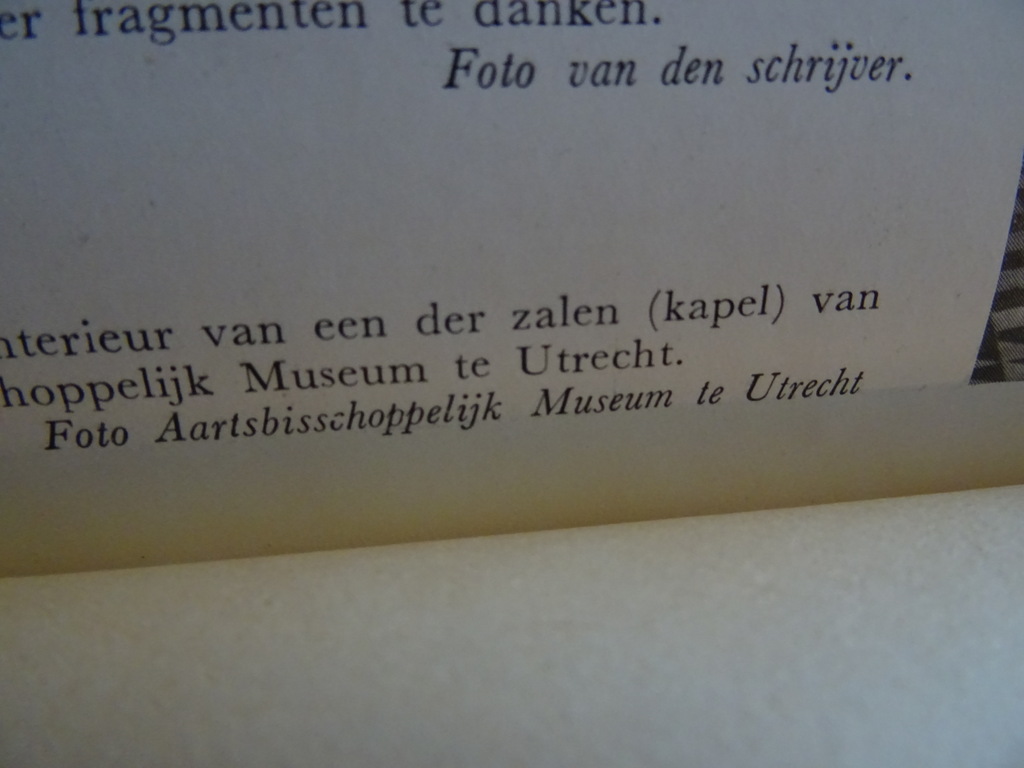 er fragmenten te danken.
Foto van den schrijver.
nterieur van een der zalen (kapel) van
hoppelijk Museum te Utrecht.
Foto Aartsbisschoppelijk Museum te Utrecht